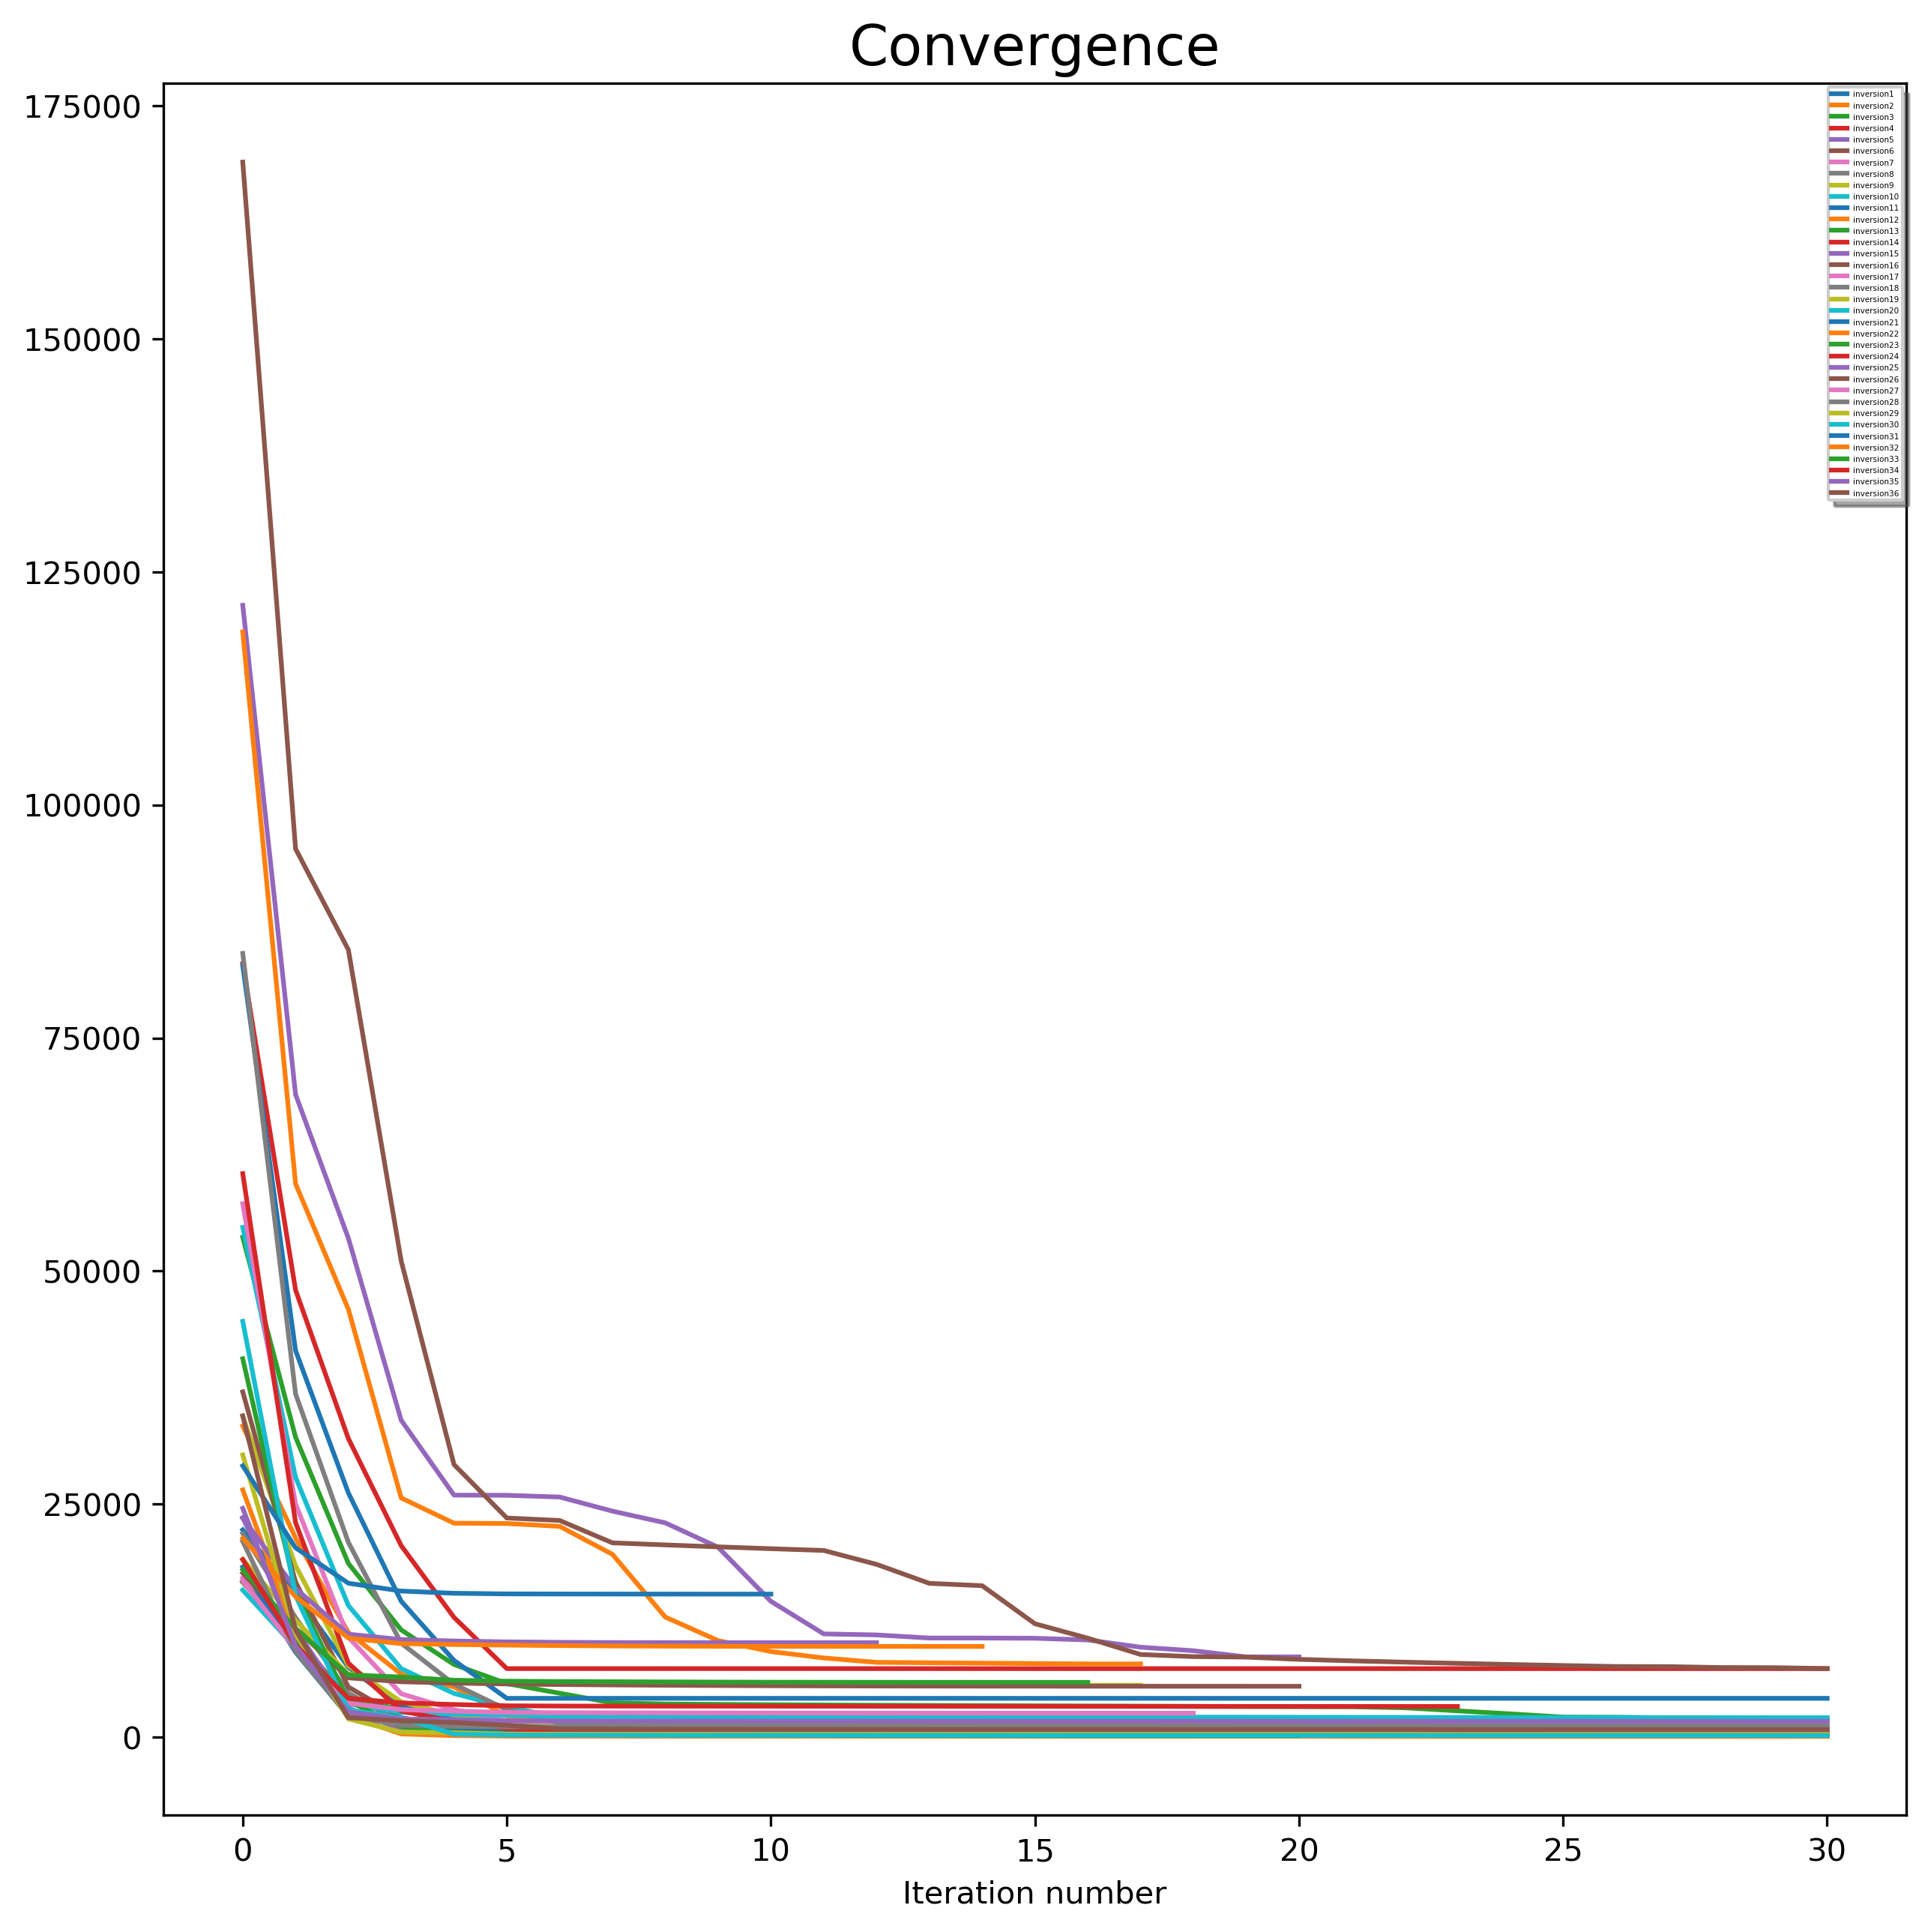 Convergence
175000
150000
125000
100000
75000
50000
25000
0
inversion1
inversion2
inversion3
inversion4
inversion5
inversion6
inversion7
inversion8
inversion9
inversion10
inversion11
inversion12
inversion13
inversion14
inversion15
inversion16
inversion17
inversion18
inversion19
inversion20
inversion21
inversion22
inversion23
inversion24
inversion25
inversion26
inversion27
inversion28
inversion29
inversion30
inversion31
inversion32
inversion33
inversion34
inversion35
inversion36
0 5 10 15 20 25 30
Iteration number